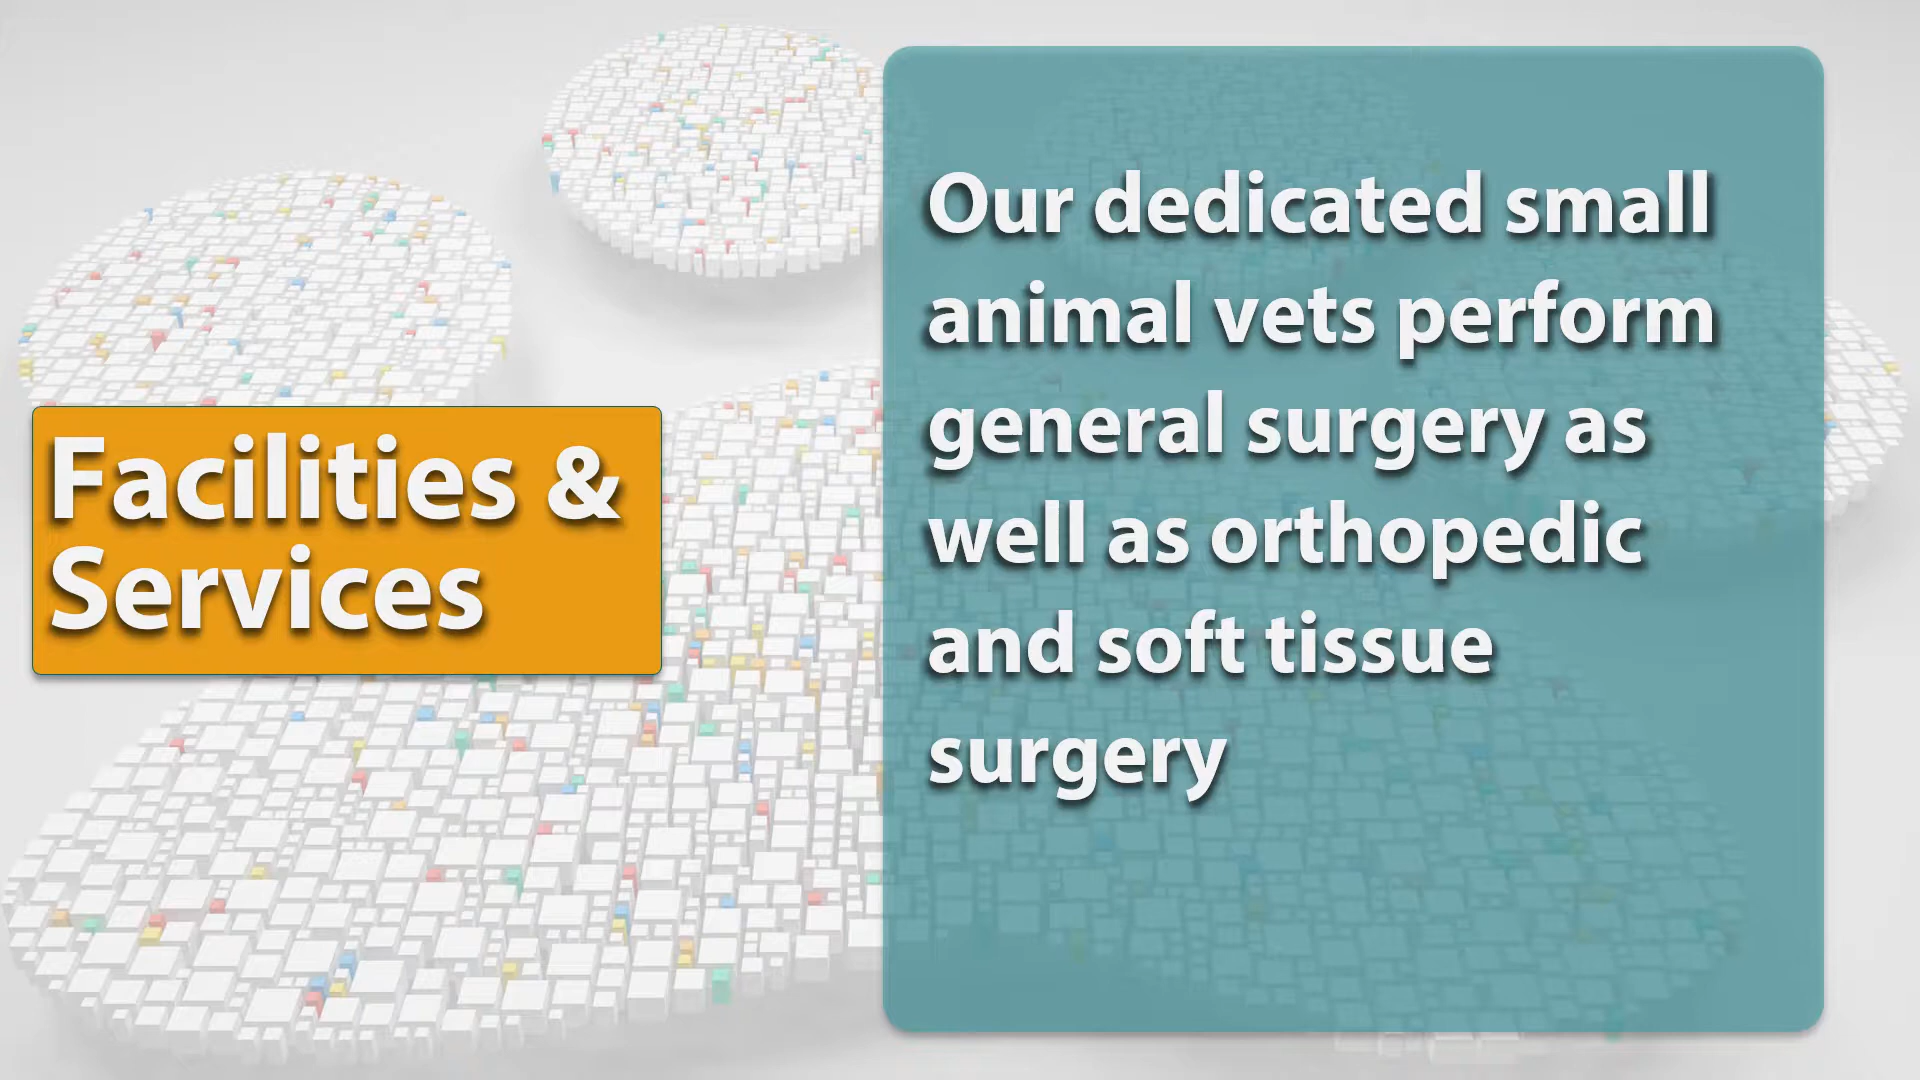 Facilities &
Services
Our dedicated small
animal vets perform
general surgery as
well as orthopedic
and soft tissue
surgery